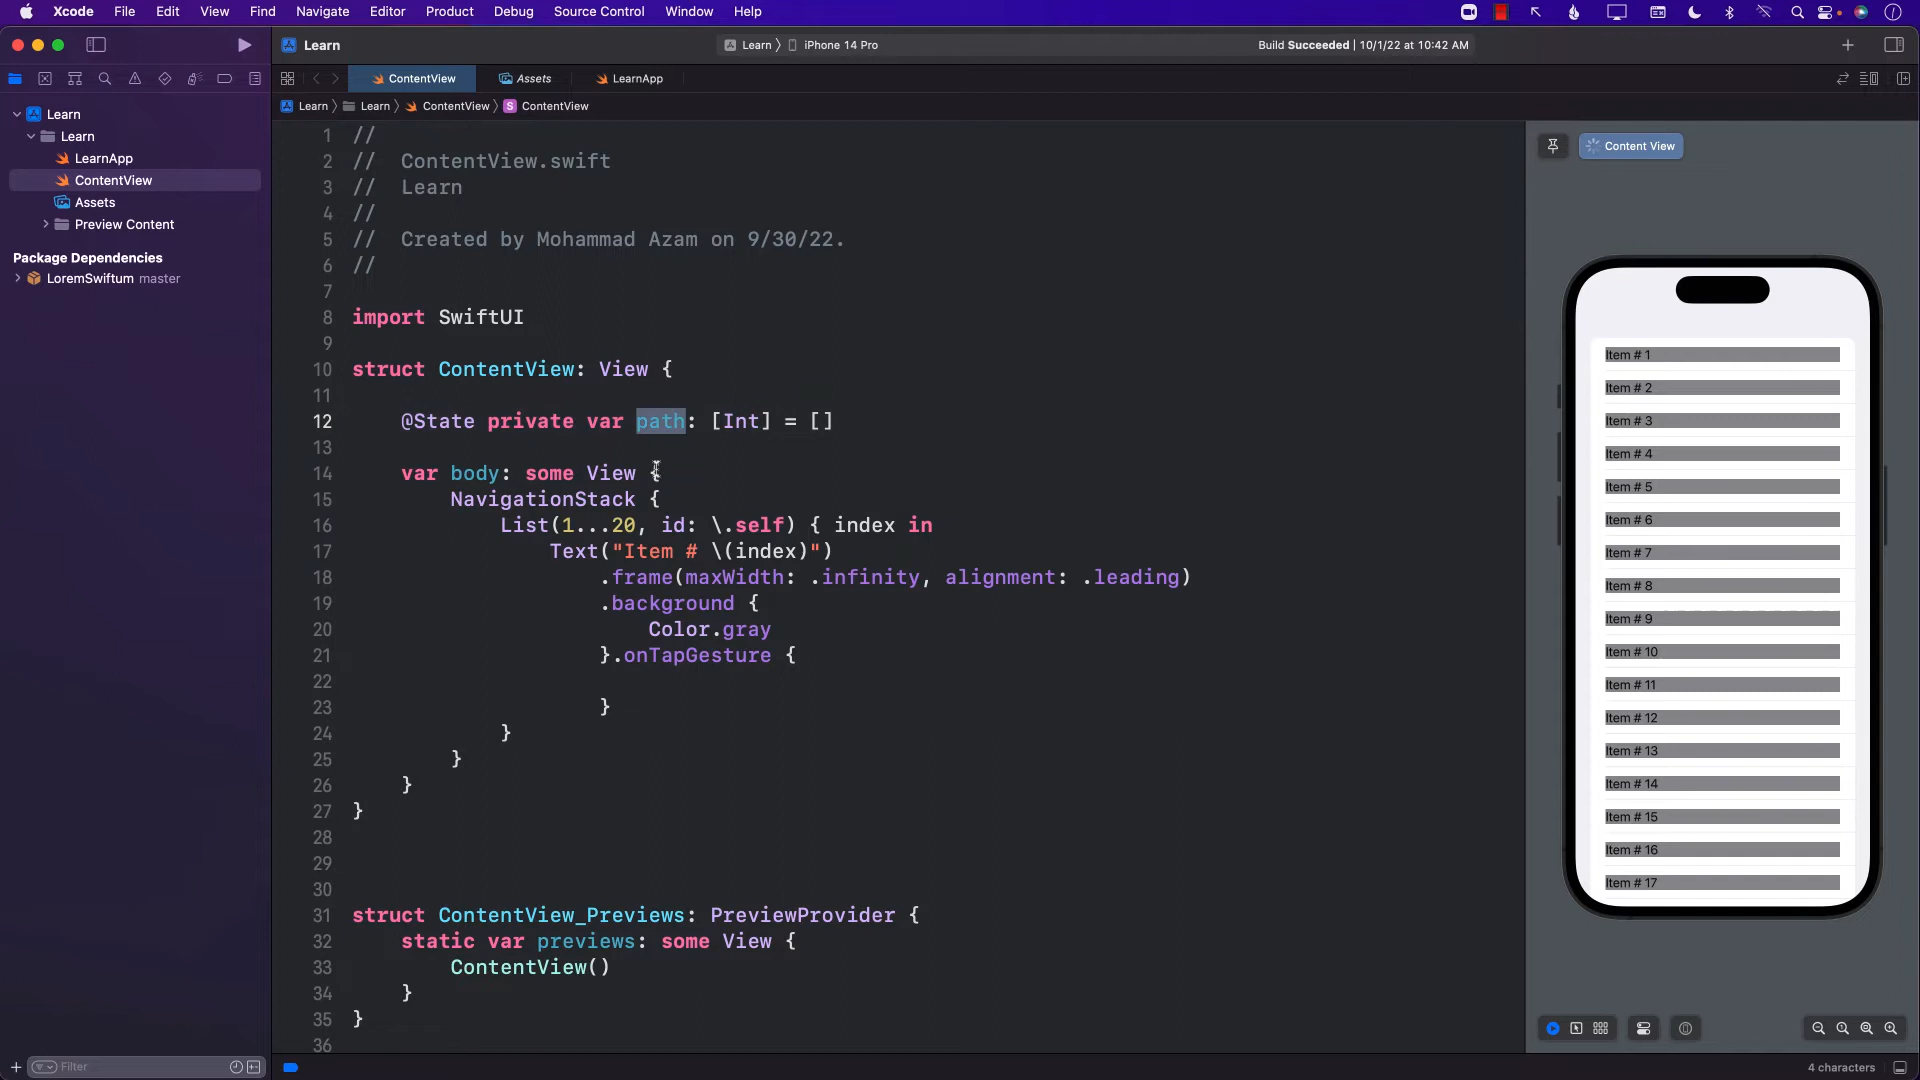 Xcode File Edit View Find Navigate Editor Product Debug Source Control Window Help
Learn
Learn 〉 iPhone 14 Pro
Build Succeeded | 10/1/22 at 10:42 AM
ContentView
Assets
LearnApp
Learn 〉 Learn 〉 ContentView 〉 S ContentView
Learn
Learn
LearnApp
ContentView
Assets
Preview Content
Package Dependencies
LoremSwiftum master
Filter
1 //
2 //  ContentView.swift
3 //  Learn
4 //
5 //  Created by Mohammad Azam on 9/30/22.
6 //
7
8 import SwiftUI
9
10 struct ContentView: View {
11
12     @State private var path: [Int] = []
13
14     var body: some View {
15         NavigationStack {
16             List(1...20, id: \.self) { index in
17                 Text("Item # \(index)")
18                     .frame(maxWidth: .infinity, alignment: .leading)
19                     .background {
20                         Color.gray
21                     }.onTapGesture {
22
23                     }
24             }
25         }
26     }
27 }
28
29
30
31 struct ContentView_Previews: PreviewProvider {
32     static var previews: some View {
33         ContentView()
34     }
35 }
36
Content View
Item # 1
Item # 2
Item # 3
Item # 4
Item # 5
Item # 6
Item # 7
Item # 8
Item # 9
Item # 10
Item # 11
Item # 12
Item # 13
Item # 14
Item # 15
Item # 16
Item # 17
4 characters